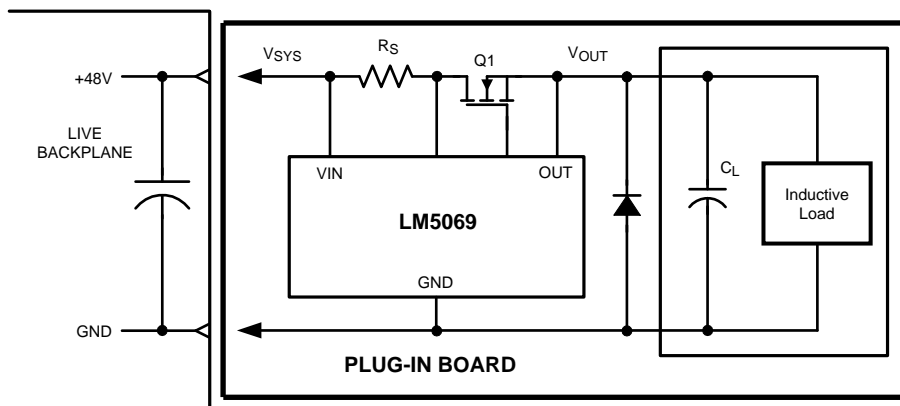 VSYS
RS
Q1
VOUT
+48V
LIVE
BACKPLANE
VIN
OUT
CL
Inductive
Load
LM5069
GND
GND
PLUG-IN BOARD